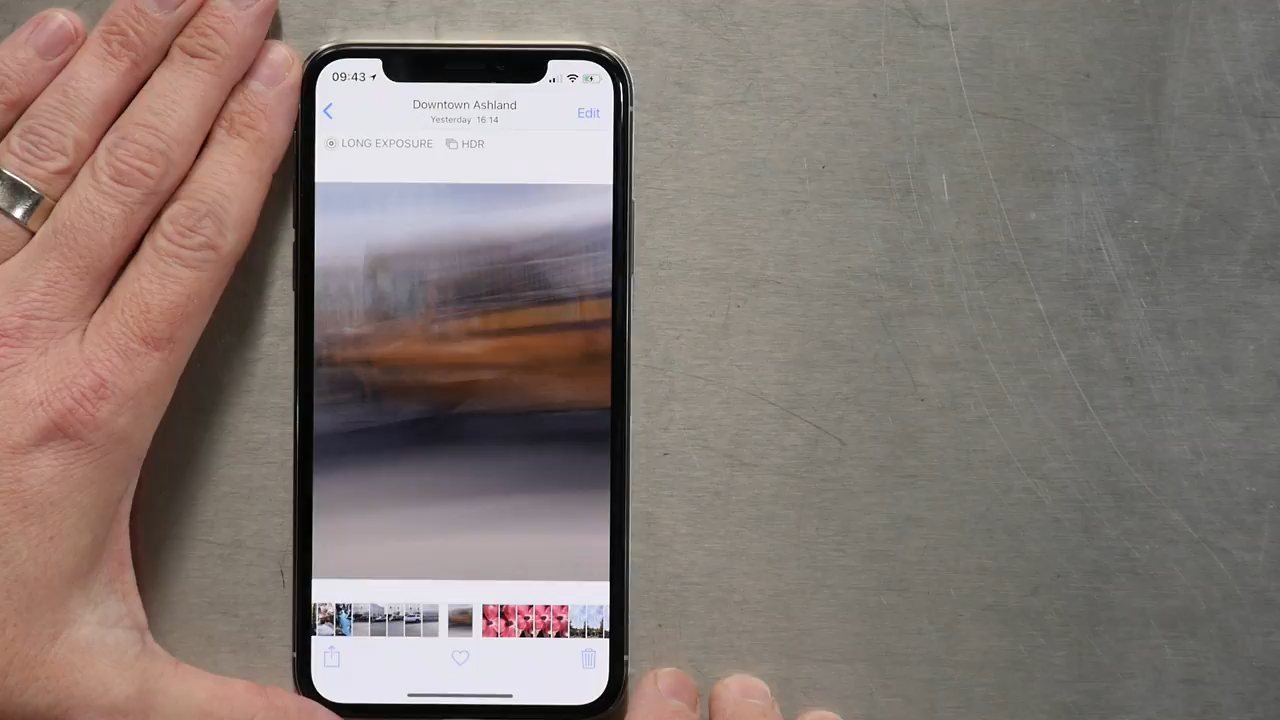 09:43
Downtown Ashland
Yesterday 16 14
Edit
LONG EXPOSURE HDR